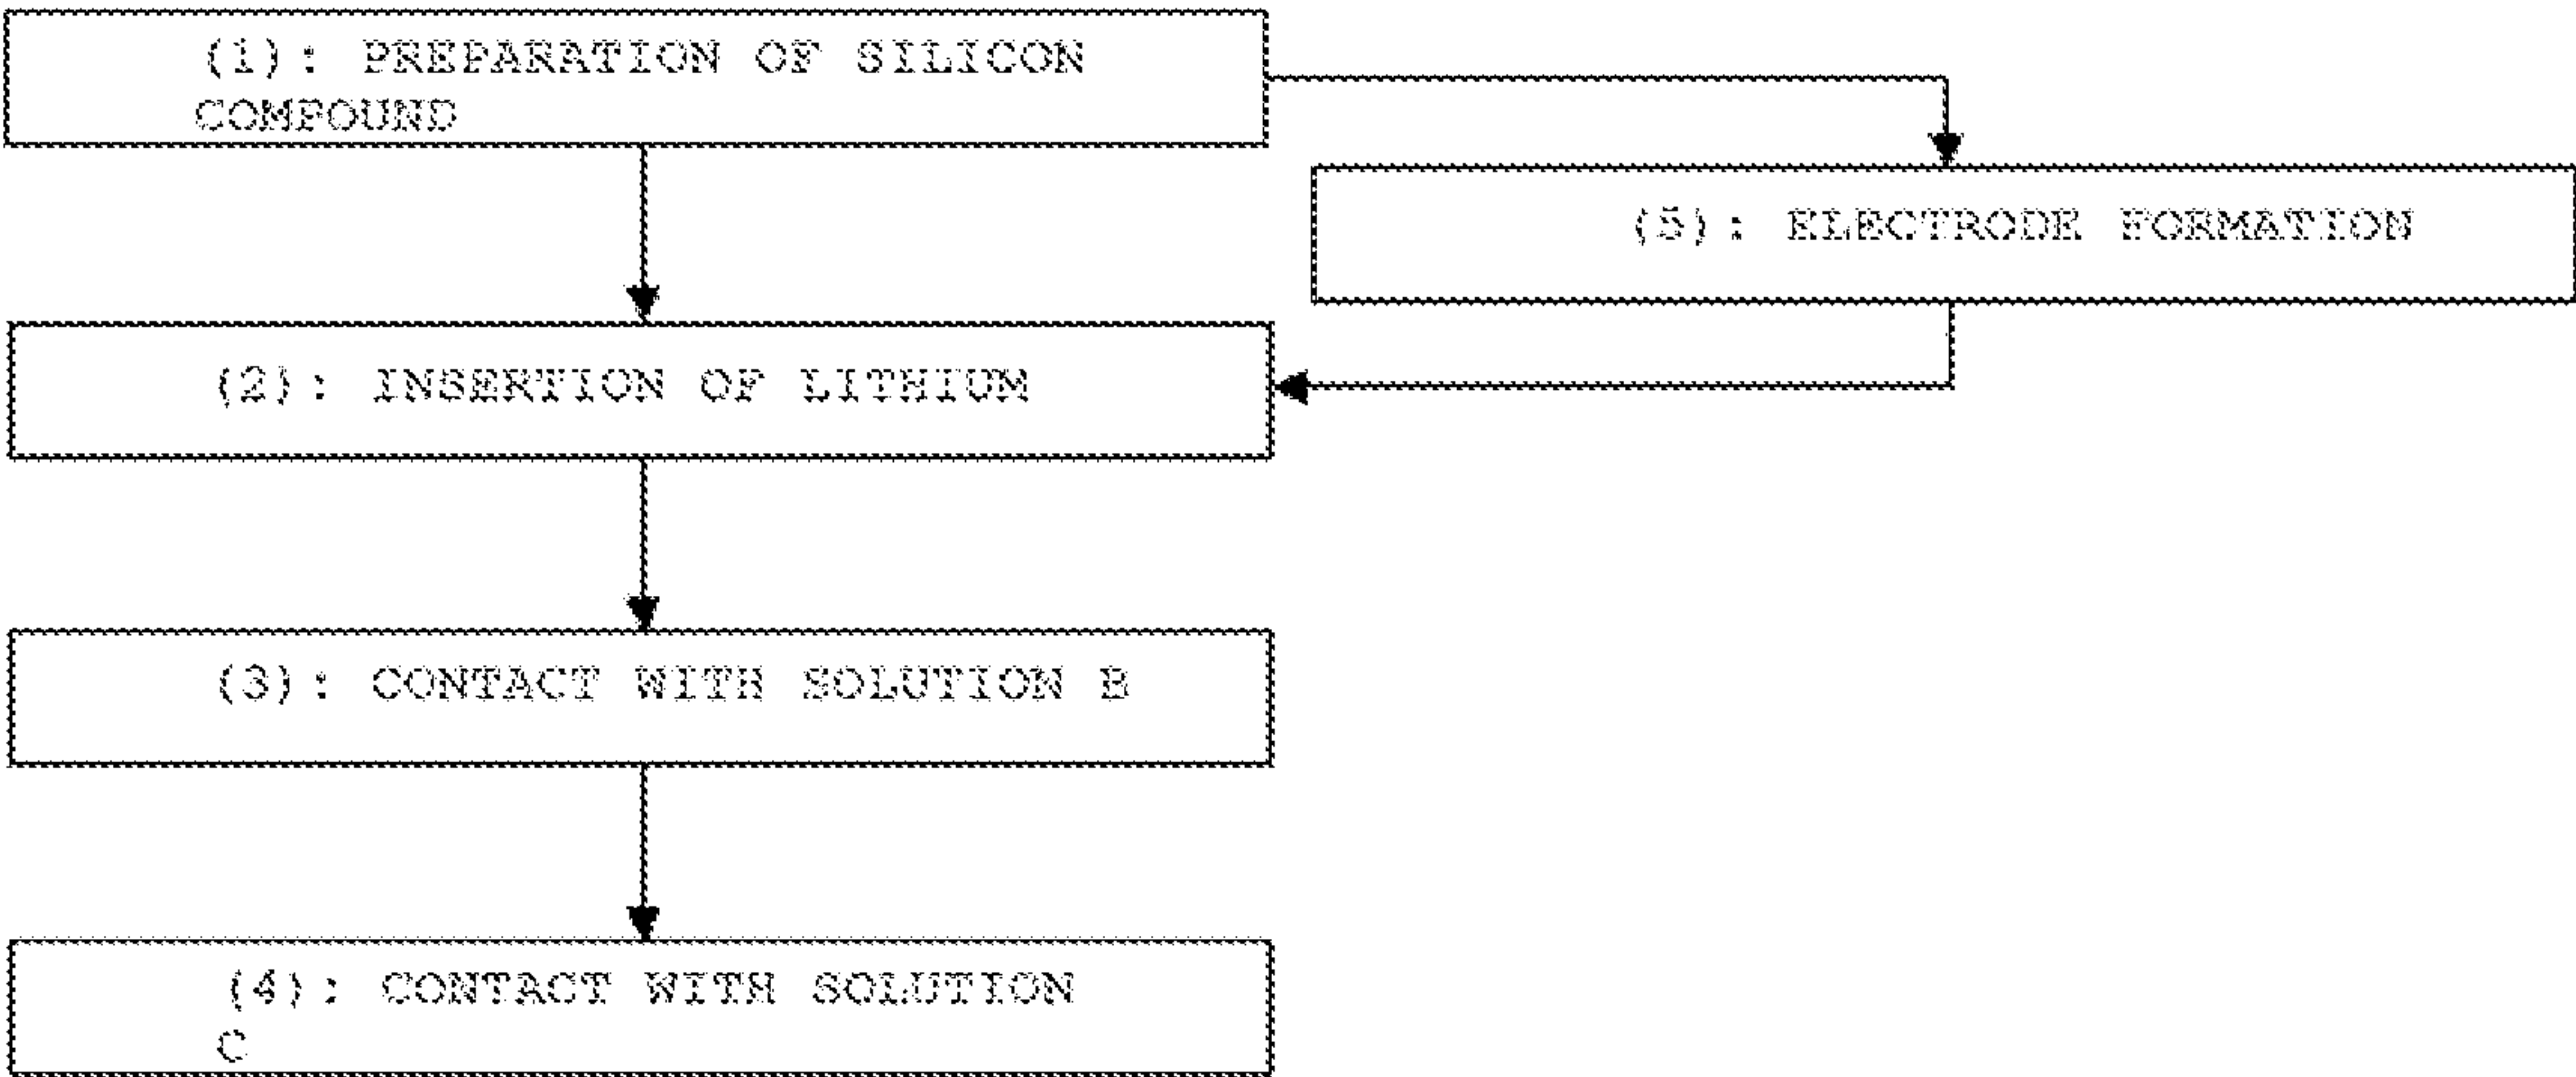 (1): PREPARATION OF SILICON
COMPOUND
(5): ELECTRODE FORMATION
(2): INSERTION OF LITHIUM
(3): CONTACT WITH SOLUTION B
(4): CONTACT WITH SOLUTION
C